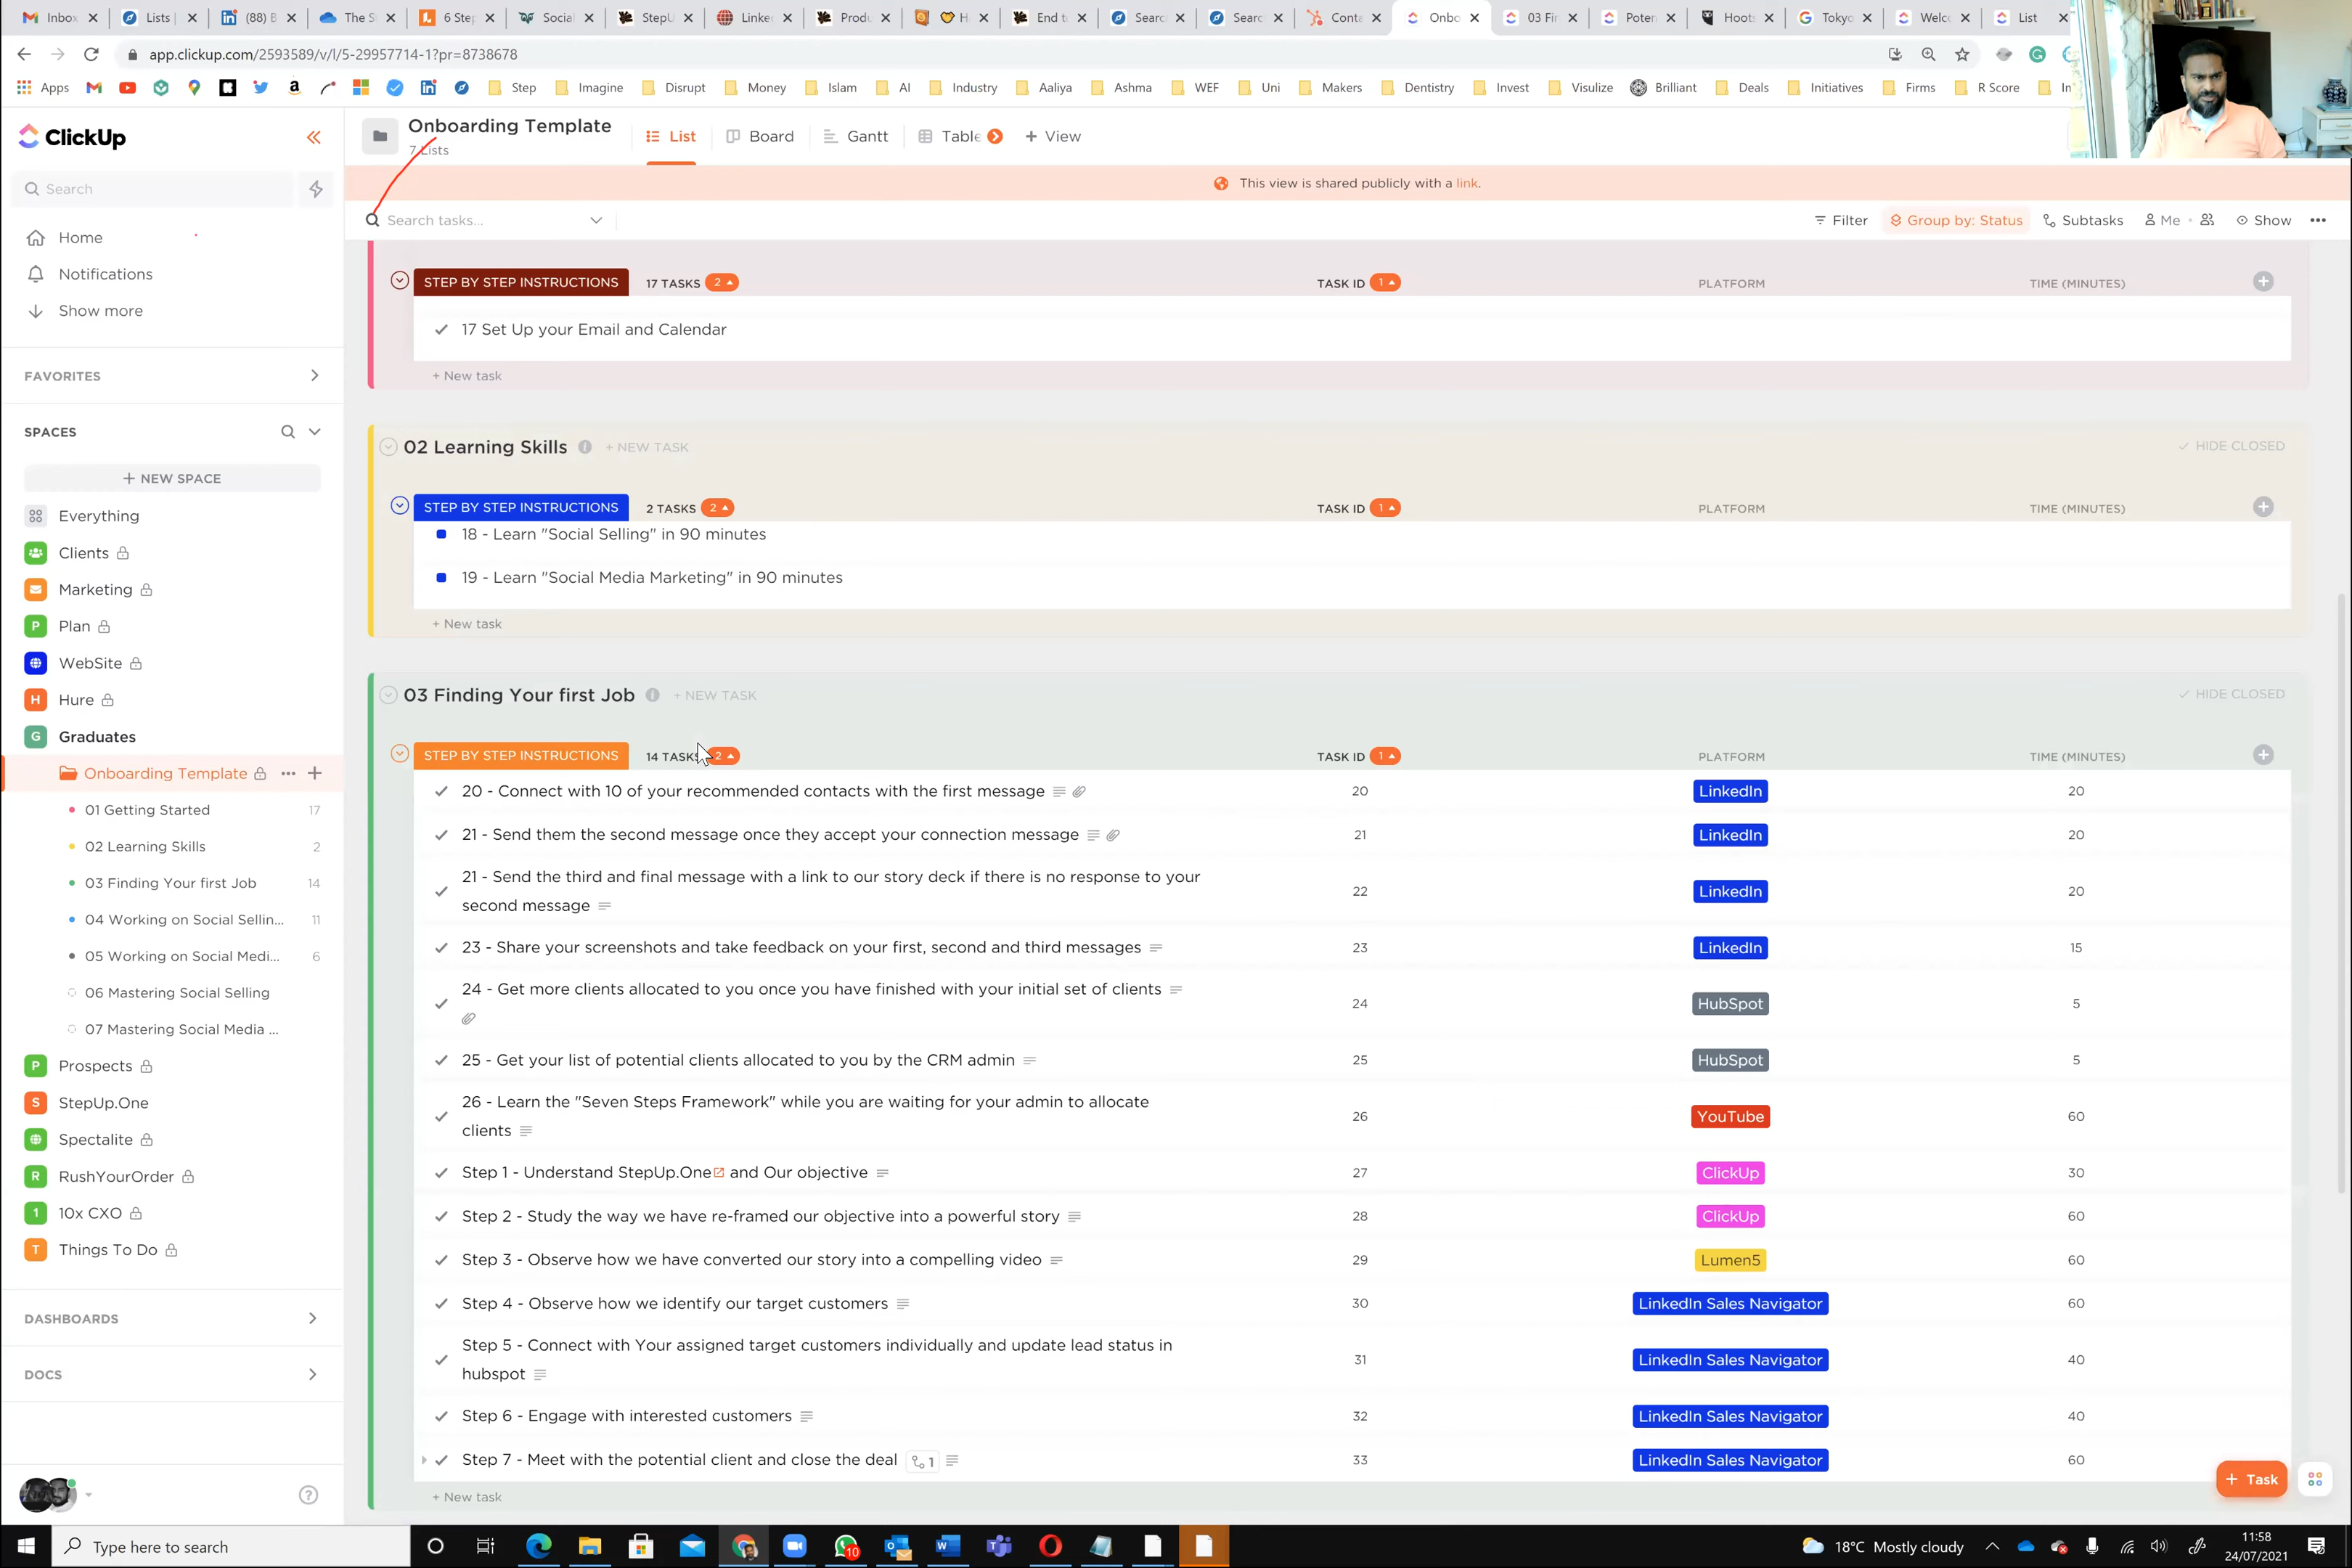 Inbox
Lists |
(88) B
The S
6 Step
Social
StepU
Linke
Produ
H
End t
Searc
Searc
Conta
Onbo
03 Fir
Poten
Hoots
Tokyo
Welc
List
app.clickup.com/2593589/v/l/5-29957714-1?pr=8738678
Apps
Step
Imagine
Disrupt
Money
Islam
AI
Industry
Aaliya
Ashma
WEF
Uni
Makers
Dentistry
Invest
Visulize
Brilliant
Deals
Initiatives
Firms
R Score
ClickUp
Search
Home
Notifications
Show more
FAVORITES
SPACES
+ NEW SPACE
Everything
Clients
Marketing
P Plan
WebSite
H Hure
G Graduates
Onboarding Template
01 Getting Started 17
02 Learning Skills 2
03 Finding Your first Job 14
04 Working on Social Sellin... 11
05 Working on Social Medi... 6
06 Mastering Social Selling
07 Mastering Social Media ...
P Prospects
S StepUp.One
Spectalite
R RushYourOrder
1 10x CXO
T Things To Do
DASHBOARDS
DOCS
Onboarding Template
7 Lists
List
Board
Gantt
Table
+ View
This view is shared publicly with a link.
Search tasks...
Filter
Group by: Status
Subtasks
Me
Show
STEP BY STEP INSTRUCTIONS 17 TASKS 2 TASK ID 1 PLATFORM TIME (MINUTES)
17 Set Up your Email and Calendar
+ New task
02 Learning Skills + NEW TASK HIDE CLOSED
STEP BY STEP INSTRUCTIONS 2 TASKS 2 TASK ID 1 PLATFORM TIME (MINUTES)
18 - Learn "Social Selling" in 90 minutes
19 - Learn "Social Media Marketing" in 90 minutes
+ New task
03 Finding Your first Job + NEW TASK HIDE CLOSED
STEP BY STEP INSTRUCTIONS 14 TASKS 2 TASK ID 1 PLATFORM TIME (MINUTES)
20 - Connect with 10 of your recommended contacts with the first message 20 LinkedIn 20
21 - Send them the second message once they accept your connection message 21 LinkedIn 20
21 - Send the third and final message with a link to our story deck if there is no response to your
second message 22 LinkedIn 20
23 - Share your screenshots and take feedback on your first, second and third messages 23 LinkedIn 15
24 - Get more clients allocated to you once you have finished with your initial set of clients 24 HubSpot 5
25 - Get your list of potential clients allocated to you by the CRM admin 25 HubSpot 5
26 - Learn the "Seven Steps Framework" while you are waiting for your admin to allocate
clients 26 YouTube 60
Step 1 - Understand StepUp.One and Our objective 27 ClickUp 30
Step 2 - Study the way we have re-framed our objective into a powerful story 28 ClickUp 60
Step 3 - Observe how we have converted our story into a compelling video 29 Lumen5 60
Step 4 - Observe how we identify our target customers 30 LinkedIn Sales Navigator 60
Step 5 - Connect with Your assigned target customers individually and update lead status in
hubspot 31 LinkedIn Sales Navigator 40
Step 6 - Engage with interested customers 32 LinkedIn Sales Navigator 40
Step 7 - Meet with the potential client and close the deal 1 33 LinkedIn Sales Navigator 60
+ New task
+ Task
Type here to search
10
18°C Mostly cloudy
11:58
24/07/2021